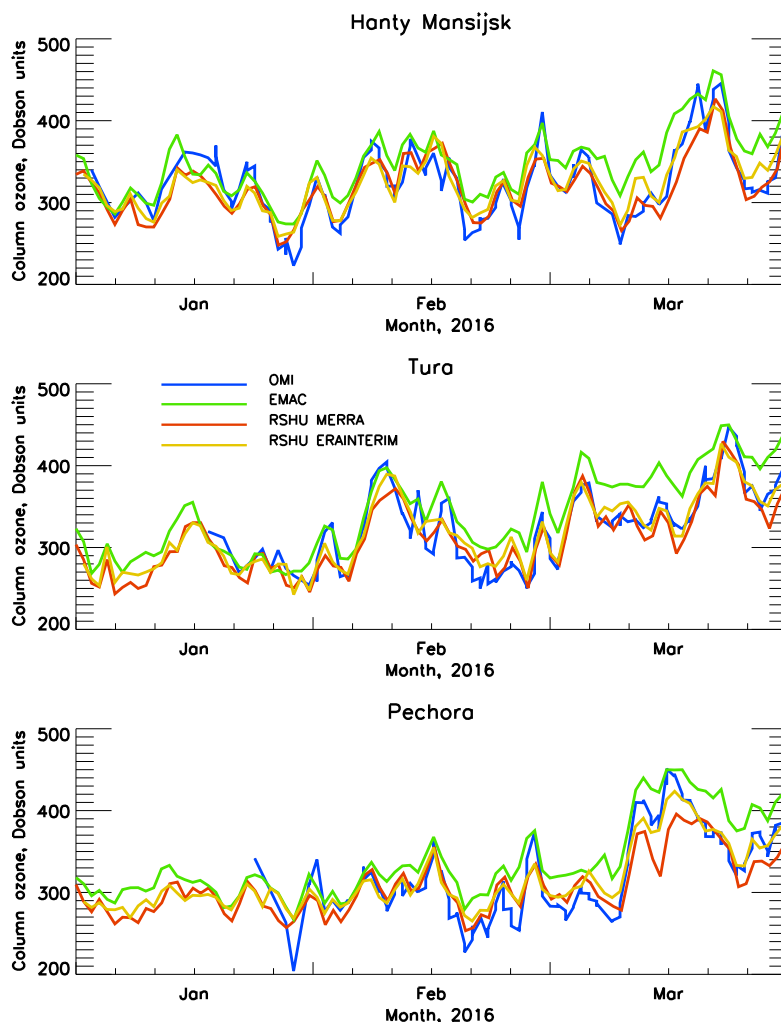 Hanty Mansijsk
Column ozone, Dobson units
500
400
300
200
Jan Feb Mar
Month, 2016
Tura
Column ozone, Dobson units
500
400
300
200
OMI
EMAC
RSHU MERRA
RSHU ERAINTERIM
Jan Feb Mar
Month, 2016
Pechora
Column ozone, Dobson units
500
400
300
200
Jan Feb Mar
Month, 2016